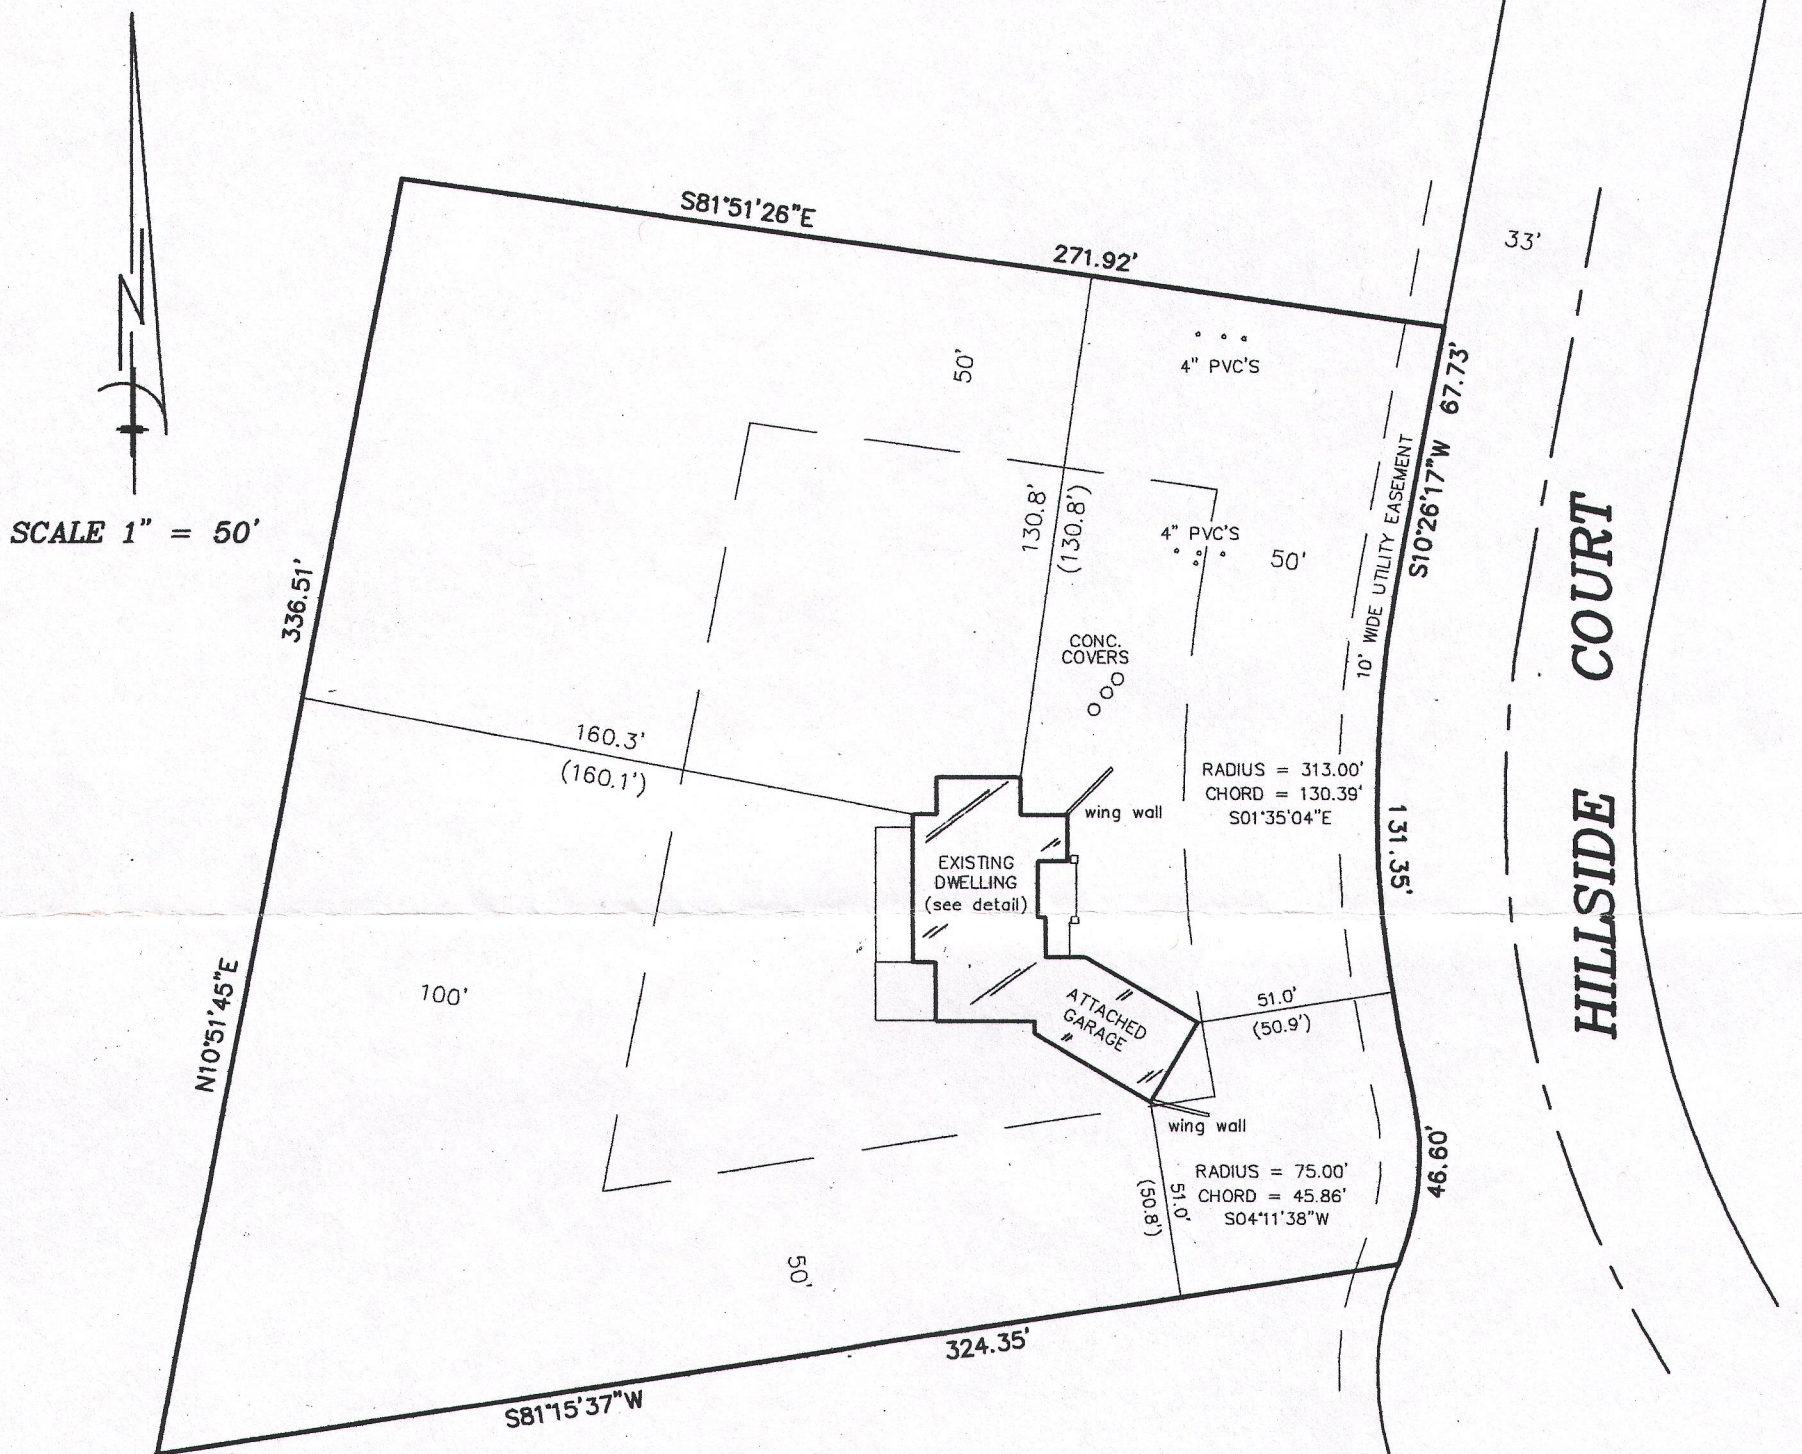 N
SCALE 1" = 50'
S81°51'26"E
271.92'
33'
50'
4" PVC'S
67.73'
S10°26'17"W
10' WIDE UTILITY EASEMENT
130.8'
(130.8')
4" PVC'S
50'
336.51'
CONC.
COVERS
160.3'
(160.1')
RADIUS = 313.00'
CHORD = 130.39'
S01°35'04"E
wing wall
131.35'
EXISTING
DWELLING
(see detail)
HILLSIDE COURT
N10°51'45"E
100'
ATTACHED
GARAGE
51.0'
(50.9')
wing wall
46.60'
RADIUS = 75.00'
CHORD = 45.86'
S04°11'38"W
51.0'
(50.8')
50'
324.35'
S81°15'37"W